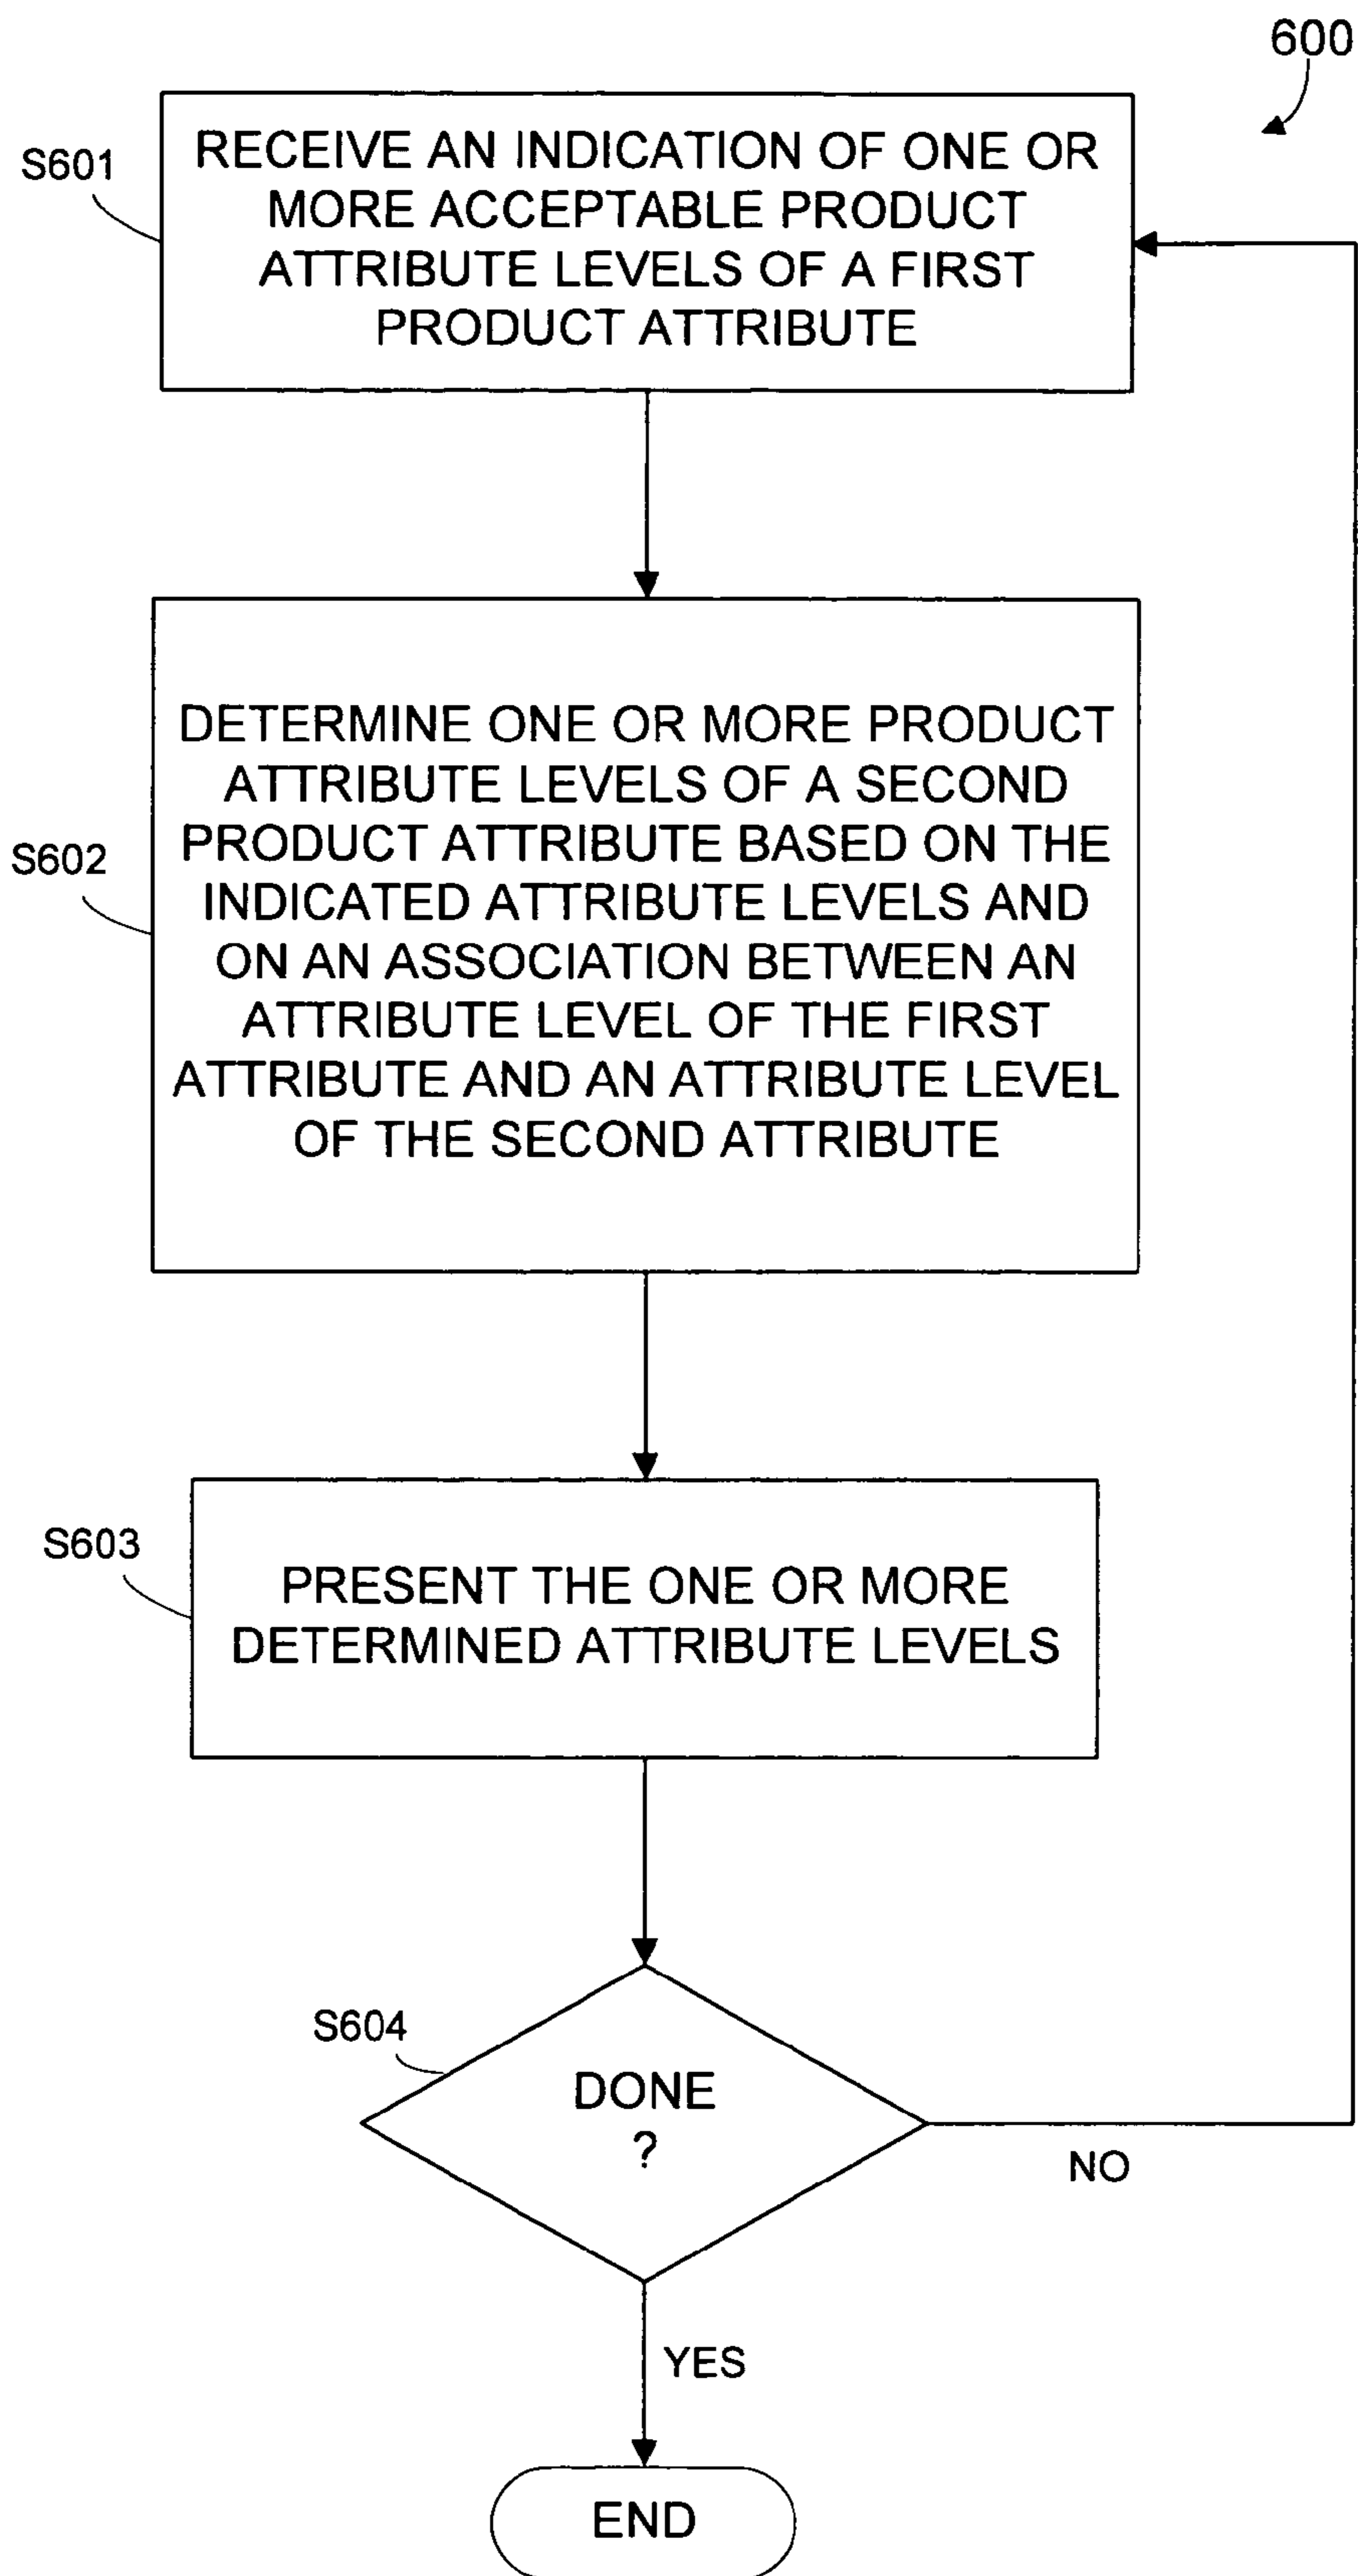 600
S601
RECEIVE AN INDICATION OF ONE OR
MORE ACCEPTABLE PRODUCT
ATTRIBUTE LEVELS OF A FIRST
PRODUCT ATTRIBUTE
S602
DETERMINE ONE OR MORE PRODUCT
ATTRIBUTE LEVELS OF A SECOND
PRODUCT ATTRIBUTE BASED ON THE
INDICATED ATTRIBUTE LEVELS AND
ON AN ASSOCIATION BETWEEN AN
ATTRIBUTE LEVEL OF THE FIRST
ATTRIBUTE AND AN ATTRIBUTE LEVEL
OF THE SECOND ATTRIBUTE
S603
PRESENT THE ONE OR MORE
DETERMINED ATTRIBUTE LEVELS
S604
DONE
?
NO
YES
END